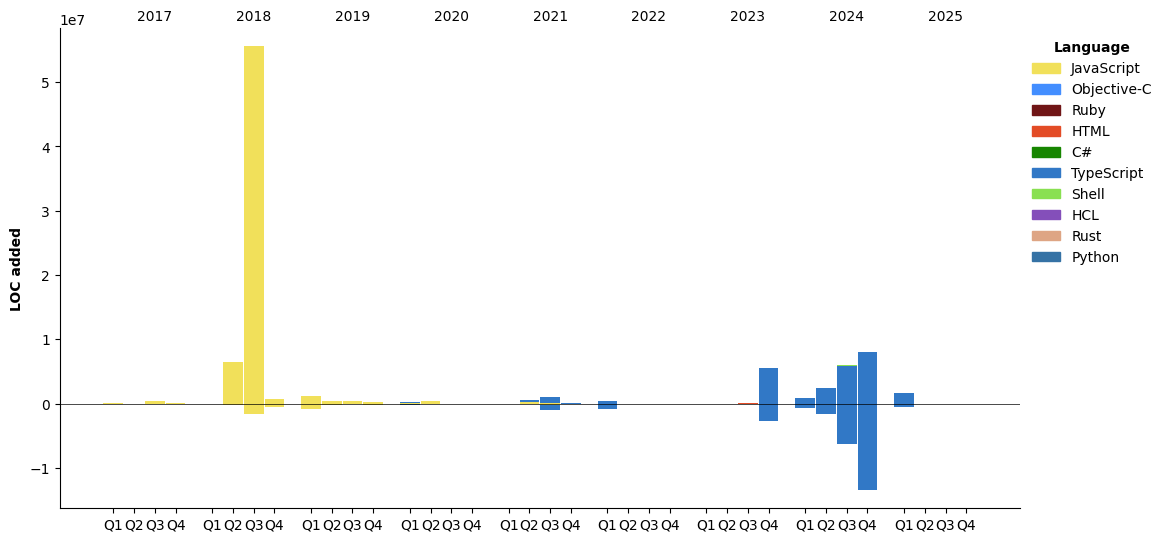 1e7
2017 2018 2019 2020 2021 2022 2023 2024 2025
LOC added
5
4
3
2
1
0
−1
Q1 Q2 Q3 Q4 Q1 Q2 Q3 Q4 Q1 Q2 Q3 Q4 Q1 Q2 Q3 Q4 Q1 Q2 Q3 Q4 Q1 Q2 Q3 Q4 Q1 Q2 Q3 Q4 Q1 Q2 Q3 Q4 Q1 Q2 Q3 Q4
Language
JavaScript
Objective-C
Ruby
HTML
C#
TypeScript
Shell
HCL
Rust
Python